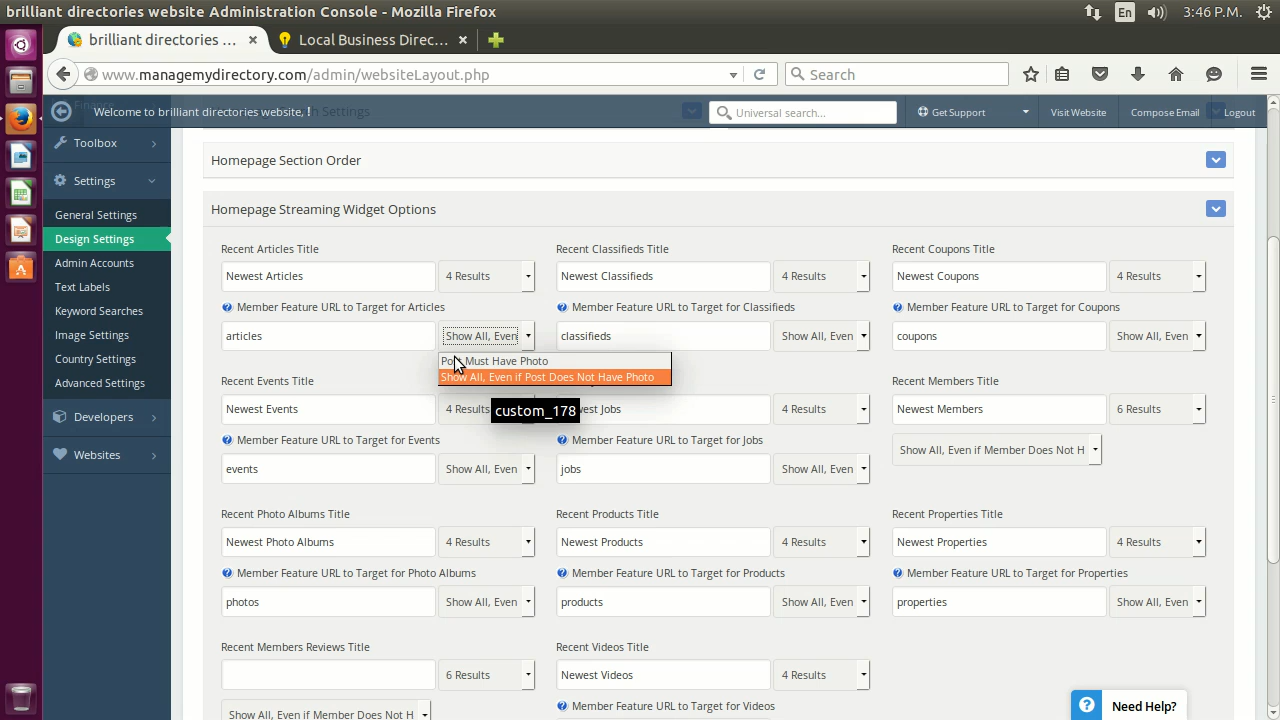 brilliant directories website Administration Console - Mozilla Firefox
En
3:46 P.M.
brilliant directories ...
Local Business Direc...
www.managemydirectory.com/admin/websiteLayout.php
Search
Welcome to brilliant directories website, !
Universal search...
Get Support
Visit Website
Compose Email
Logout
Toolbox
Settings
General Settings
Design Settings
Admin Accounts
Text Labels
Keyword Searches
Image Settings
Country Settings
Advanced Settings
Developers
Websites
Homepage Section Order
Homepage Streaming Widget Options
Recent Articles Title
Recent Classifieds Title
Recent Coupons Title
Newest Articles
4 Results
Newest Classifieds
4 Results
Newest Coupons
4 Results
Member Feature URL to Target for Articles
Member Feature URL to Target for Classifieds
Member Feature URL to Target for Coupons
articles
Show All, Even
classifieds
Show All, Even
coupons
Show All, Even
Must Have Photo
Show All, Even if Post Does Not Have Photo
Recent Events Title
Recent Members Title
Newest Events
4 Results
custom_178
Jobs
4 Results
Newest Members
6 Results
Member Feature URL to Target for Events
Member Feature URL to Target for Jobs
Show All, Even if Member Does Not H
events
Show All, Even
jobs
Show All, Even
Recent Photo Albums Title
Recent Products Title
Recent Properties Title
Newest Photo Albums
4 Results
Newest Products
4 Results
Newest Properties
4 Results
Member Feature URL to Target for Photo Albums
Member Feature URL to Target for Products
Member Feature URL to Target for Properties
photos
Show All, Even
products
Show All, Even
properties
Show All, Even
Recent Members Reviews Title
Recent Videos Title
6 Results
Newest Videos
4 Results
Member Feature URL to Target for Videos
Show All, Even if Member Does Not H
Need Help?